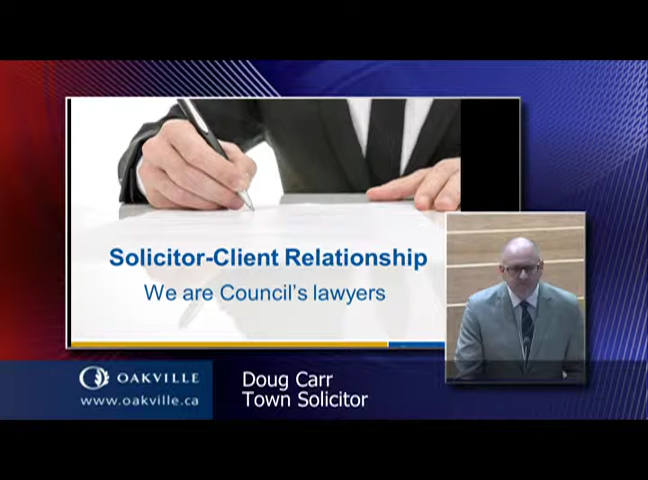 Solicitor-Client Relationship
We are Council's lawyers
OAKVILLE
www.oakville.ca
Doug Carr
Town Solicitor